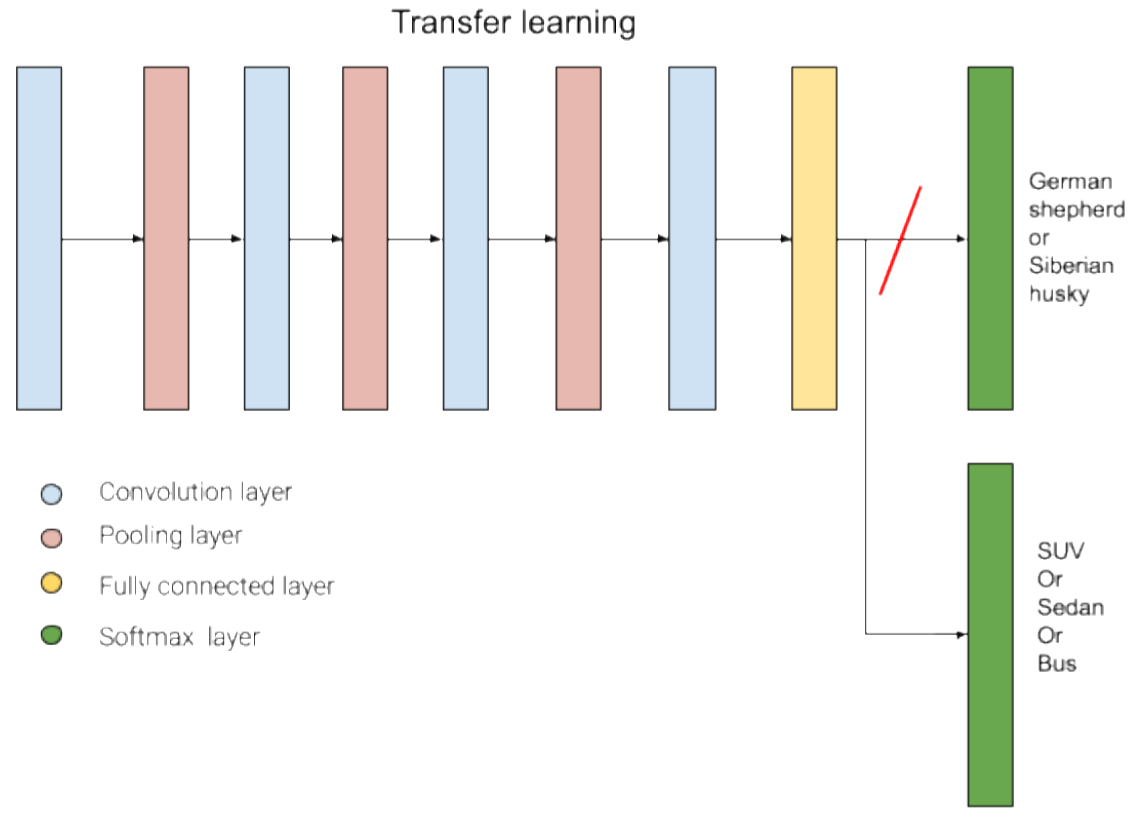 Transfer learning
German
shepherd
or
Siberian
husky
Convolution layer
Pooling layer
Fully connected layer
Softmax layer
SUV
Or
Sedan
Or
Bus